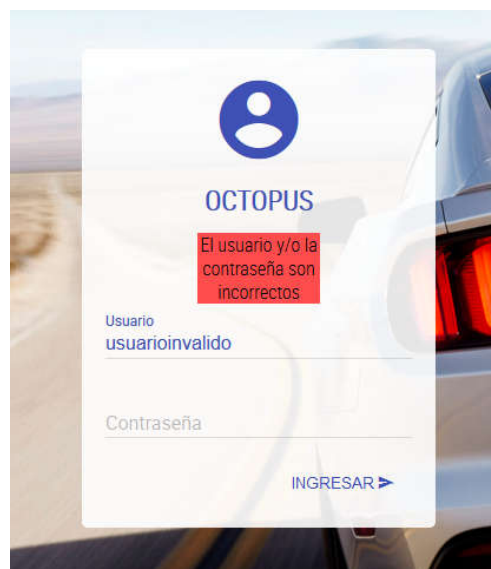 OCTOPUS
El usuario y/o la
contraseña son
incorrectos
Usuario
usuarioinvalido
Contraseña
INGRESAR